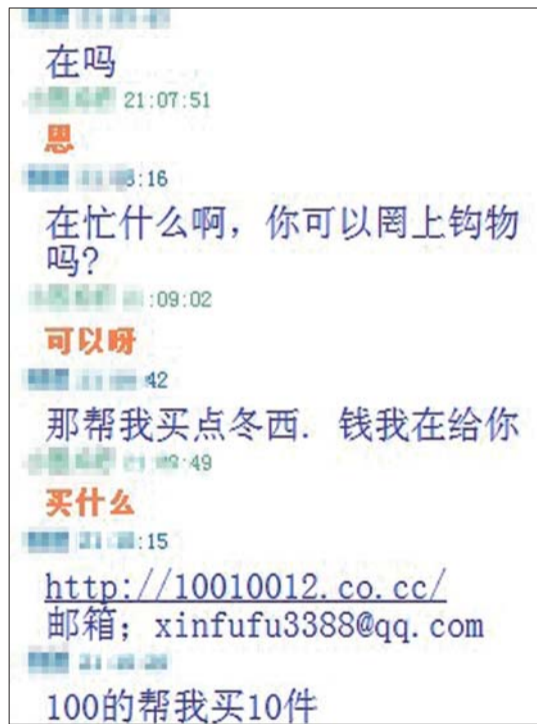 在吗
21:07:51
思
:16
在忙什么啊，你可以罔上钩物
吗?
:09:02
可以呀
42
那帮我买点冬西. 钱我在给你
49
买什么
:15
http://10010012.co.cc/
邮箱; xinfufu3388@qq.com
100的帮我买10件